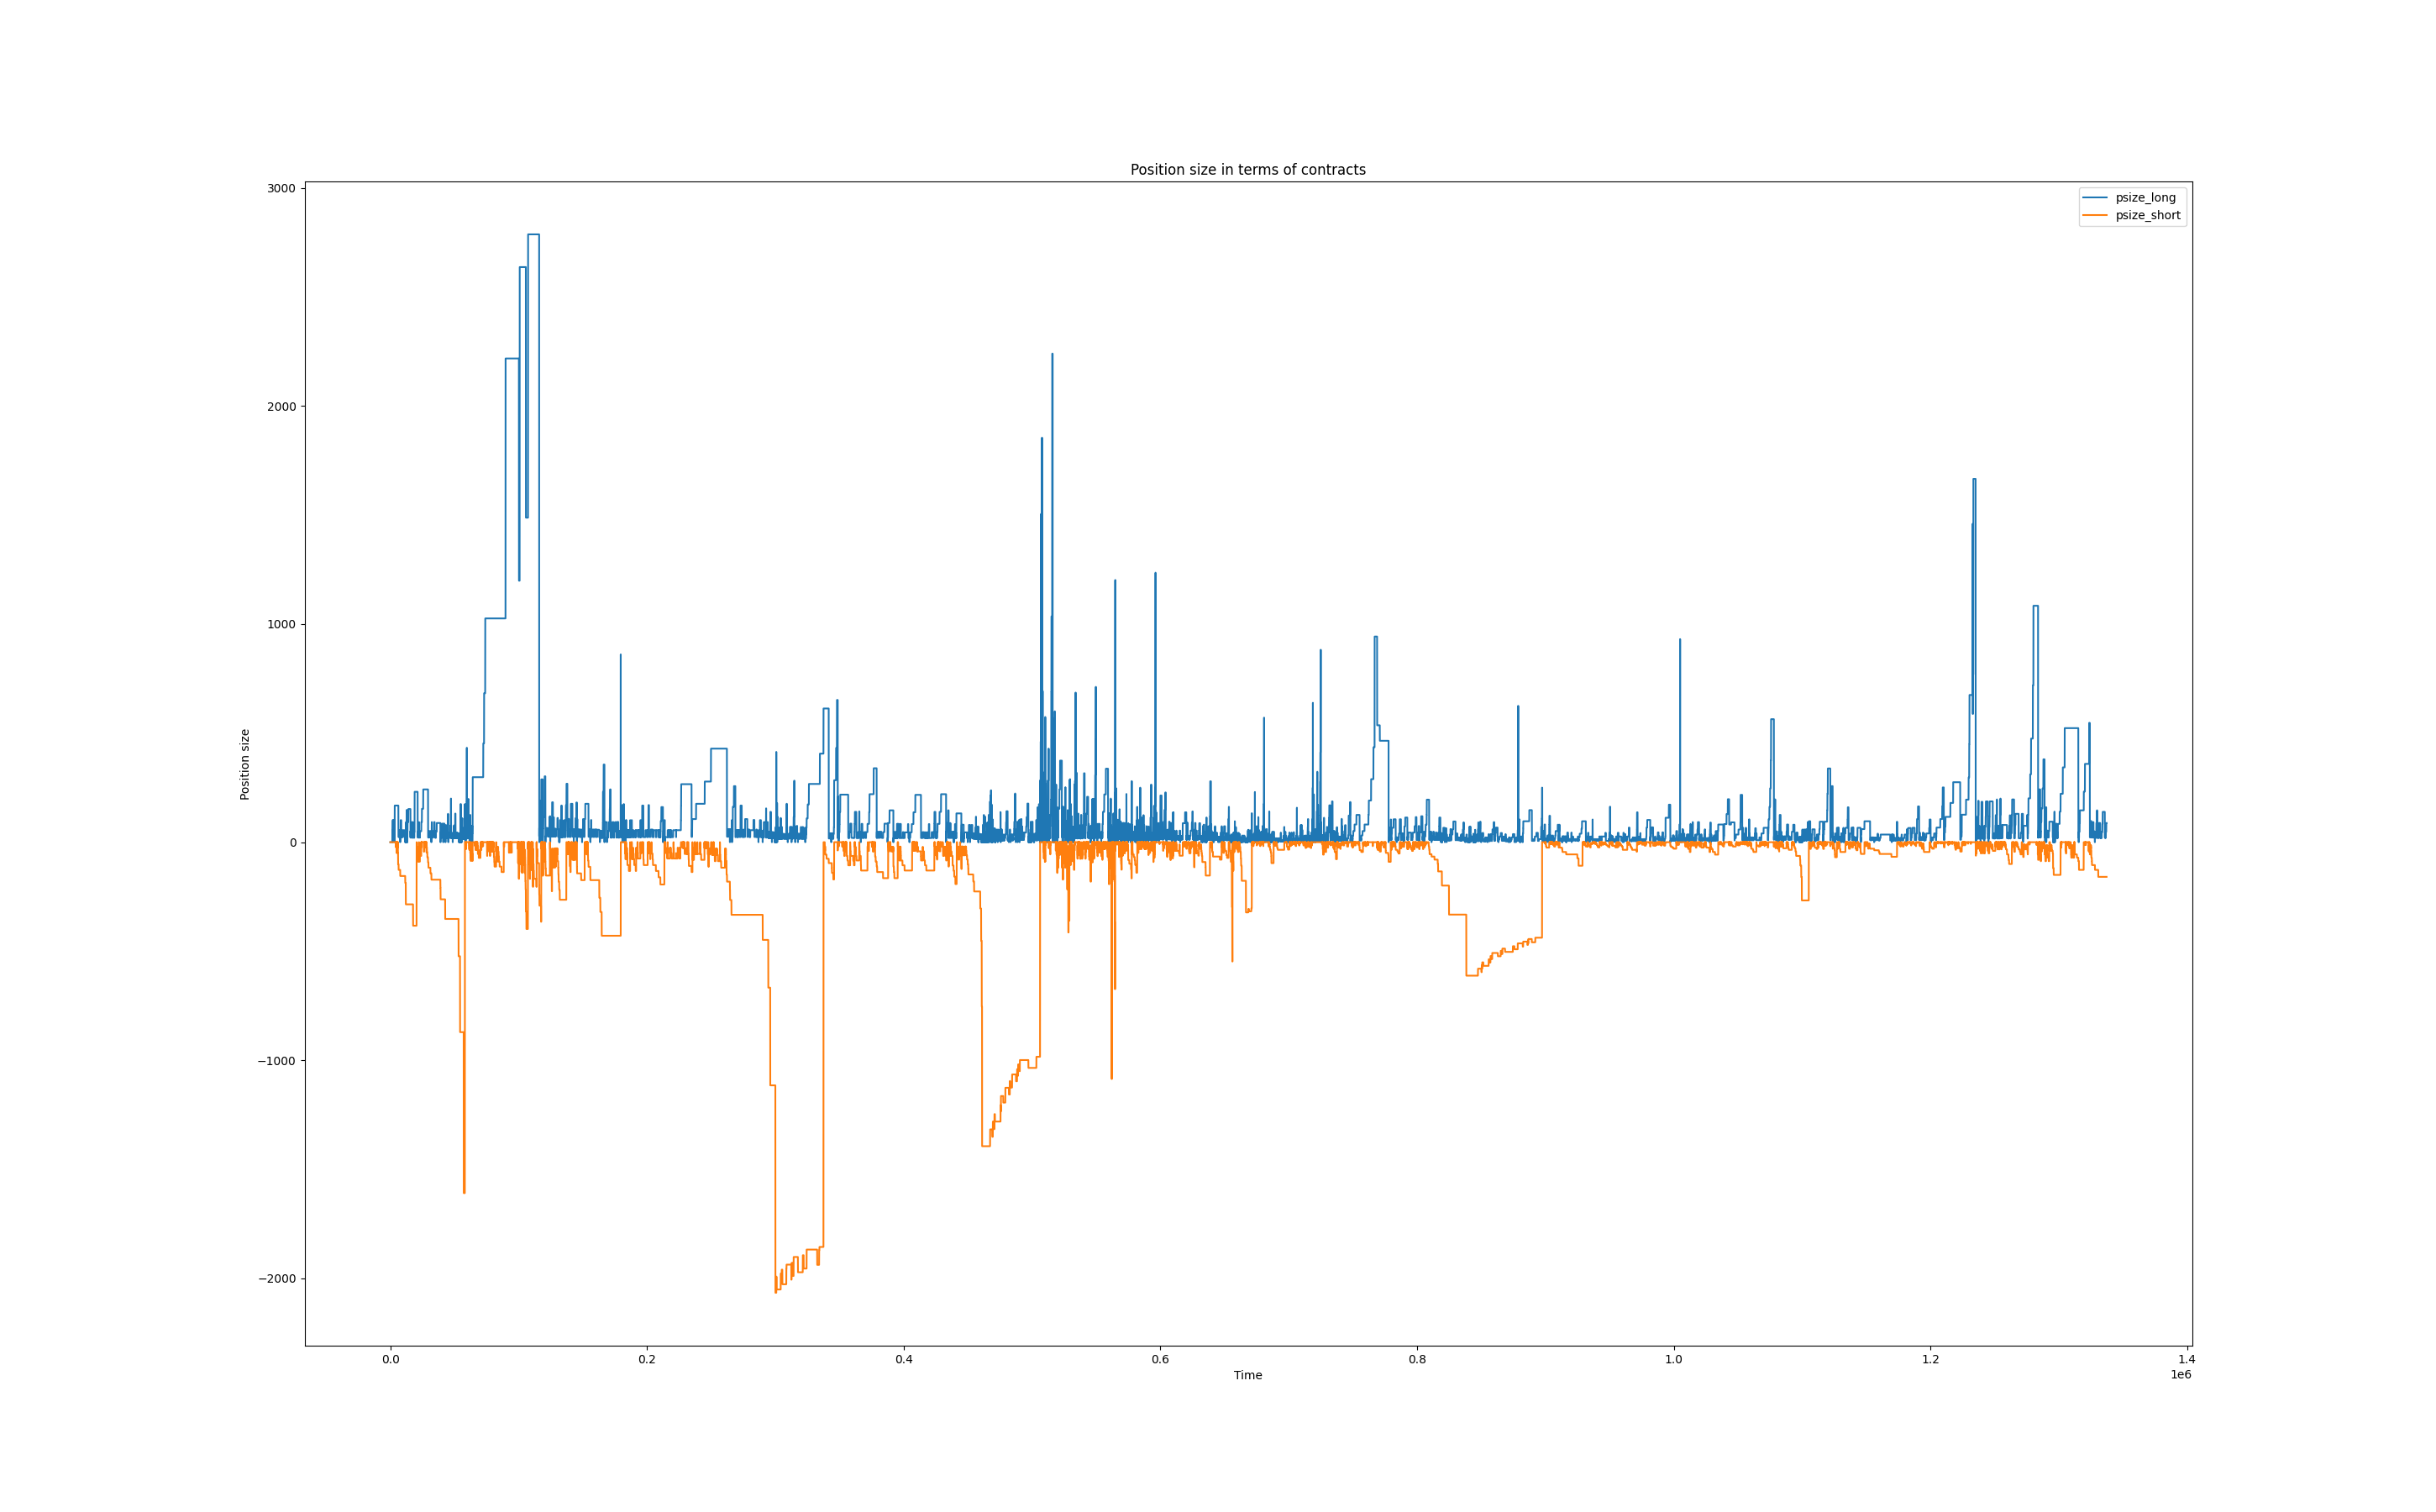 Position size in terms of contracts
psize_long
psize_short
3000
2000
1000
0
−1000
−2000
Position size
0.0 0.2 0.4 0.6 0.8 1.0 1.2 1.4
1e6
Time